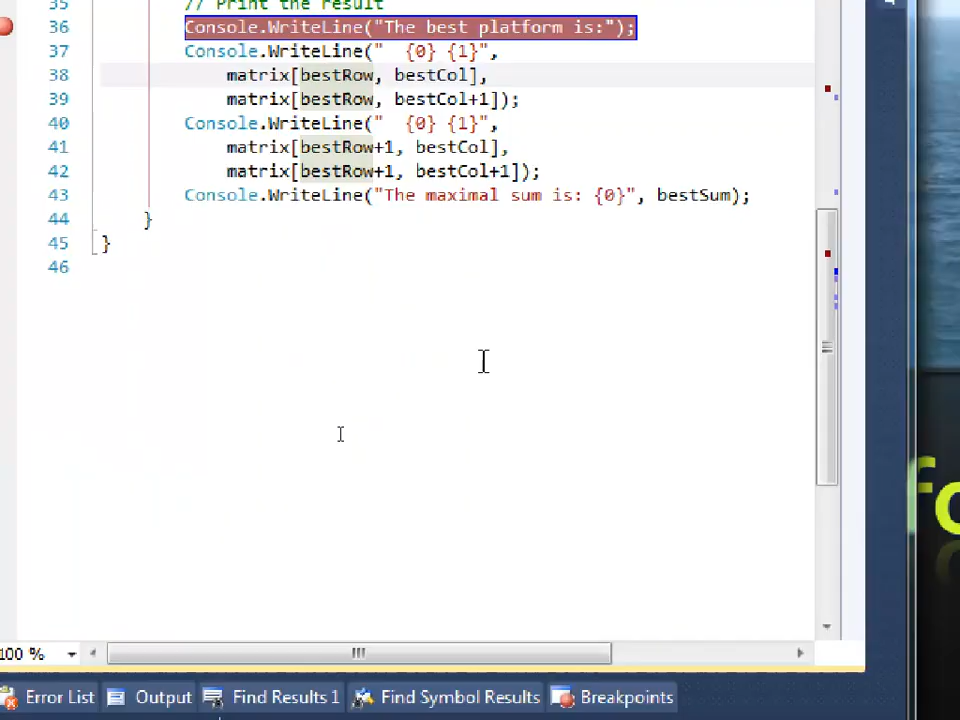 35 // Print the result
36 Console.WriteLine("The best platform is:");
37 Console.WriteLine("  {0} {1}",
38 matrix[bestRow, bestCol],
39 matrix[bestRow, bestCol+1]);
40 Console.WriteLine("  {0} {1}",
41 matrix[bestRow+1, bestCol],
42 matrix[bestRow+1, bestCol+1]);
43 Console.WriteLine("The maximal sum is: {0}", bestSum);
44 }
45 }
46
fo
100 %
Error List Output Find Results 1 Find Symbol Results Breakpoints